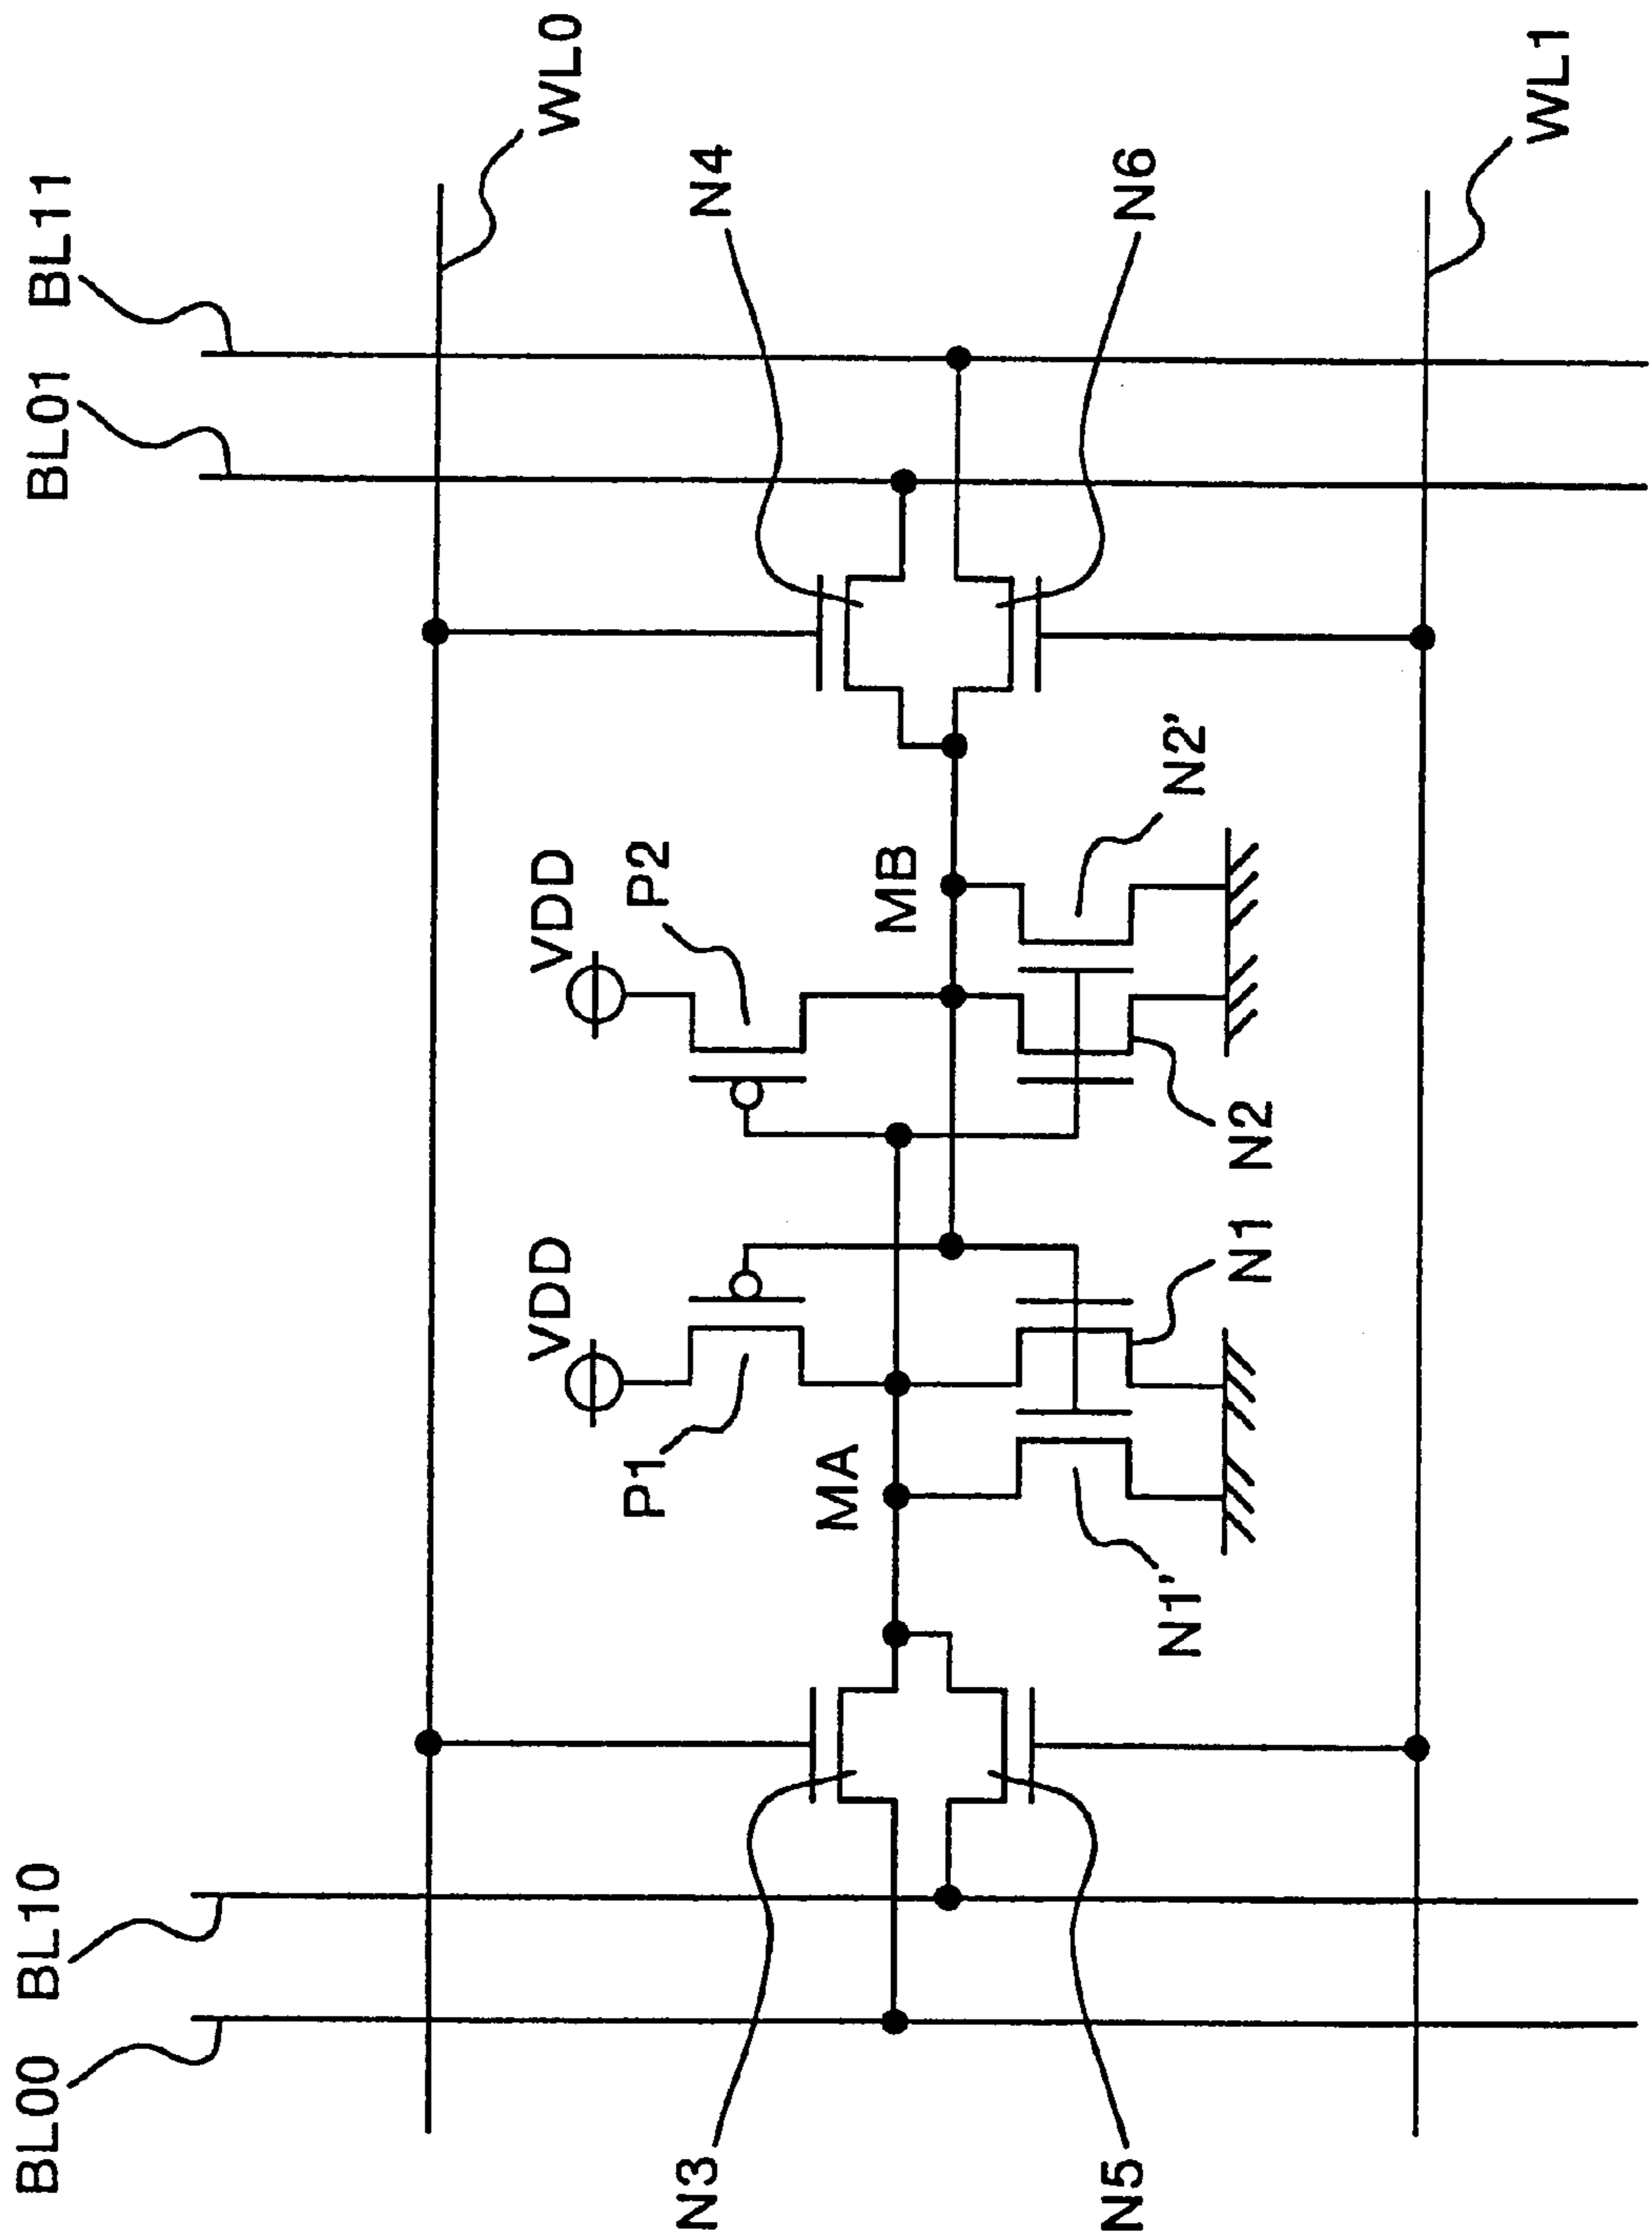 BL00 BL10 BL01 BL11
WL0
VDD VDD
N3 P1 P2 N4
MA MB
N5 N1' N1 N2 N2' N6
WL1